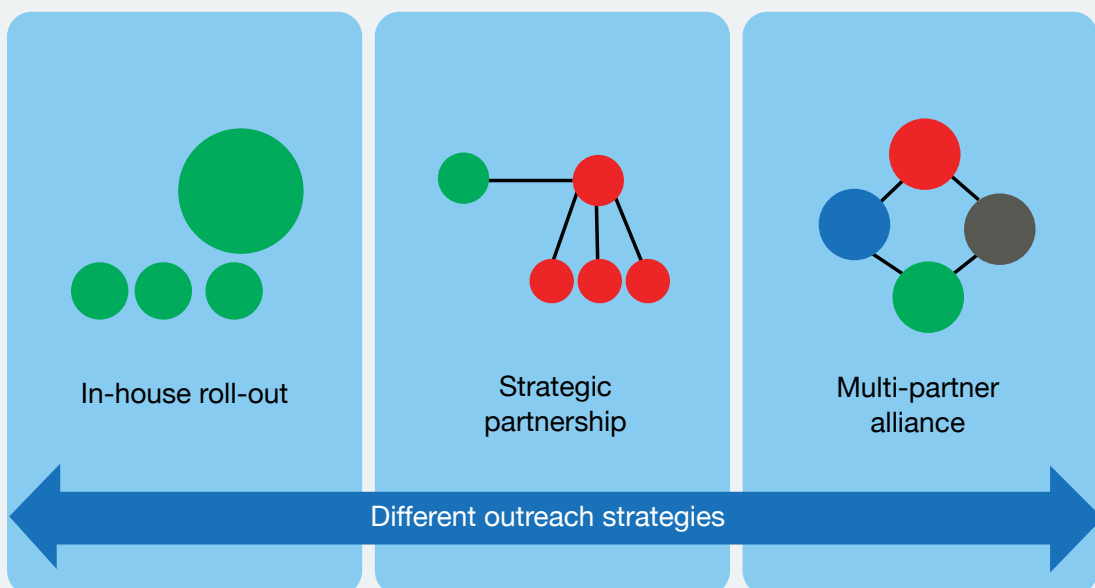 In-house roll-out
Strategic
partnership
Multi-partner
alliance
Different outreach strategies